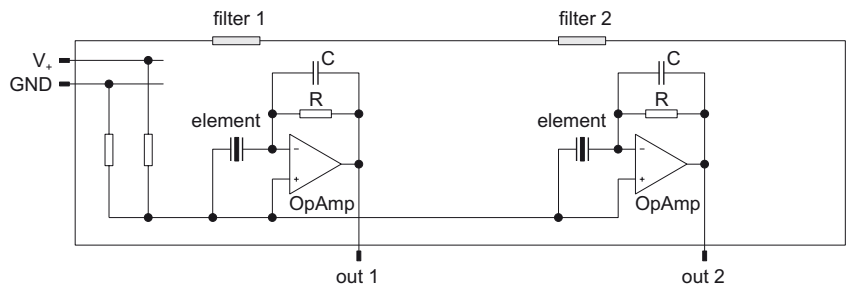 filter 1
filter 2
V+
GND
C
R
element
−
+
OpAmp
C
R
element
−
+
OpAmp
out 1
out 2